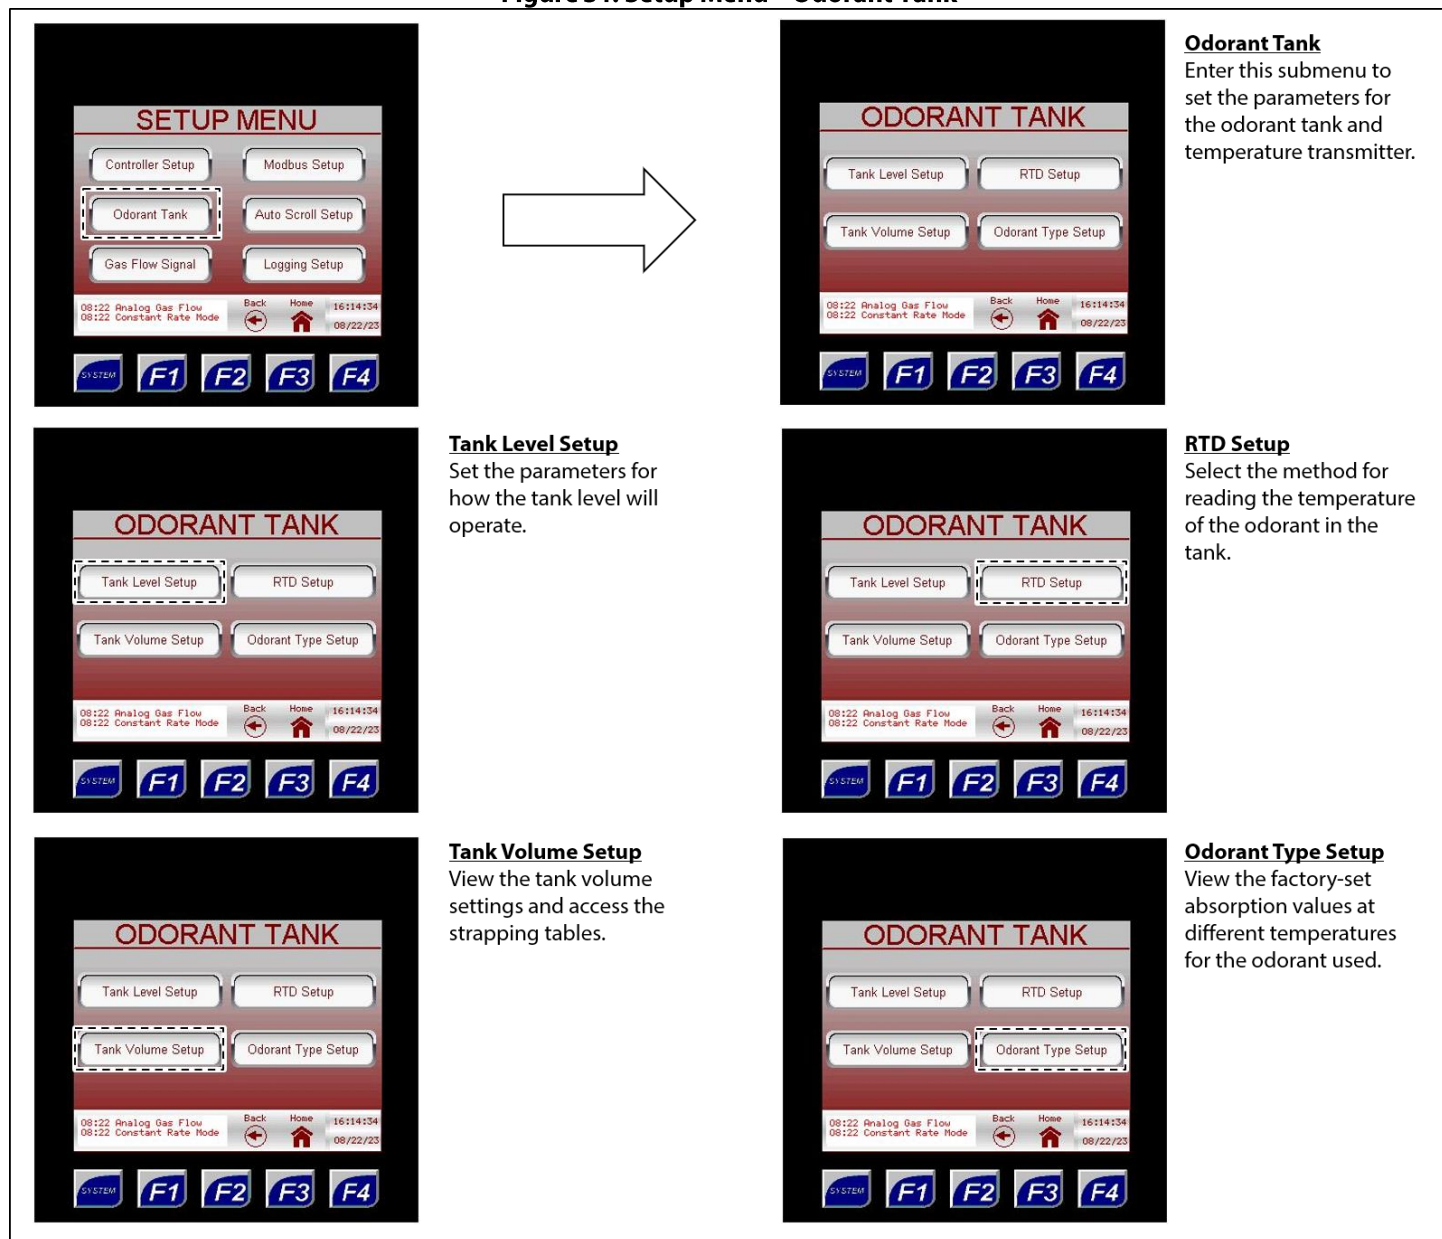 SETUP MENU
Controller Setup
Modbus Setup
Odorant Tank
Auto Scroll Setup
Gas Flow Signal
Logging Setup
08:22 Analog Gas Flow
08:22 Constant Rate Mode
Back
Home
16:14:34
08/22/23
SYSTEM
F1
F2
F3
F4
ODORANT TANK
Tank Level Setup
RTD Setup
Tank Volume Setup
Odorant Type Setup
08:22 Analog Gas Flow
08:22 Constant Rate Mode
Back
Home
16:14:34
08/22/23
SYSTEM
F1
F2
F3
F4
Odorant Tank
Enter this submenu to
set the parameters for
the odorant tank and
temperature transmitter.
ODORANT TANK
Tank Level Setup
RTD Setup
Tank Volume Setup
Odorant Type Setup
08:22 Analog Gas Flow
08:22 Constant Rate Mode
Back
Home
16:14:34
08/22/23
SYSTEM
F1
F2
F3
F4
Tank Level Setup
Set the parameters for
how the tank level will
operate.
ODORANT TANK
Tank Level Setup
RTD Setup
Tank Volume Setup
Odorant Type Setup
08:22 Analog Gas Flow
08:22 Constant Rate Mode
Back
Home
16:14:34
08/22/23
SYSTEM
F1
F2
F3
F4
RTD Setup
Select the method for
reading the temperature
of the odorant in the
tank.
ODORANT TANK
Tank Level Setup
RTD Setup
Tank Volume Setup
Odorant Type Setup
08:22 Analog Gas Flow
08:22 Constant Rate Mode
Back
Home
16:14:34
08/22/23
SYSTEM
F1
F2
F3
F4
Tank Volume Setup
View the tank volume
settings and access the
strapping tables.
ODORANT TANK
Tank Level Setup
RTD Setup
Tank Volume Setup
Odorant Type Setup
08:22 Analog Gas Flow
08:22 Constant Rate Mode
Back
Home
16:14:34
08/22/23
SYSTEM
F1
F2
F3
F4
Odorant Type Setup
View the factory-set
absorption values at
different temperatures
for the odorant used.